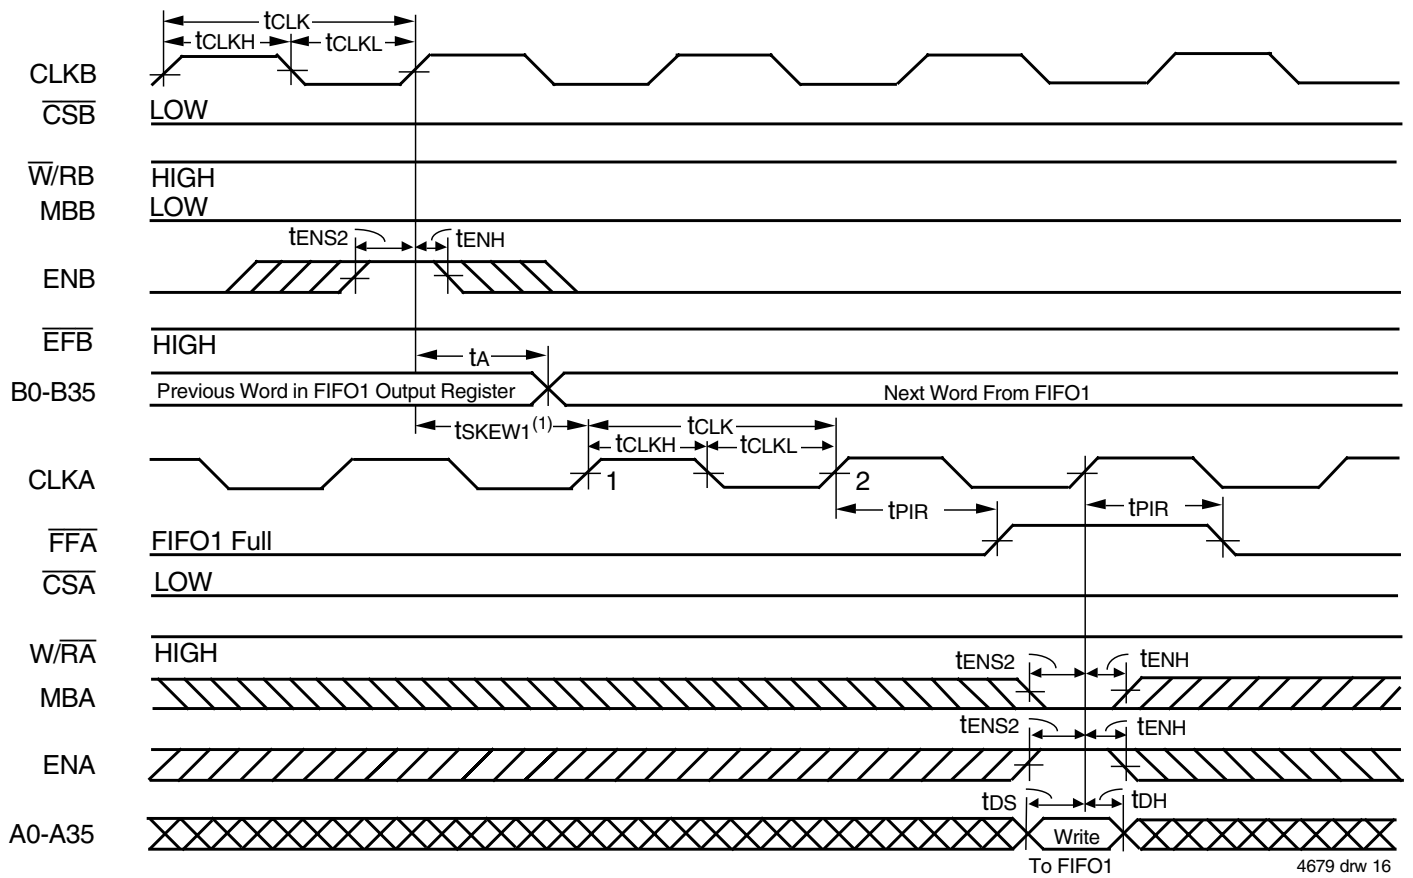 tCLK
tCLKH tCLKL
CLKB
CSB LOW
W/RB HIGH
MBB LOW
tENS2 tENH
ENB
EFB HIGH
tA
B0-B35 Previous Word in FIFO1 Output Register Next Word From FIFO1
tSKEW1(1) tCLK
tCLKH tCLKL
CLKA 1 2
tPIR tPIR
FFA FIFO1 Full
CSA LOW
W/RA HIGH
tENS2 tENH
MBA
tENS2 tENH
ENA
tDS tDH
A0-A35 Write
To FIFO1
4679 drw 16